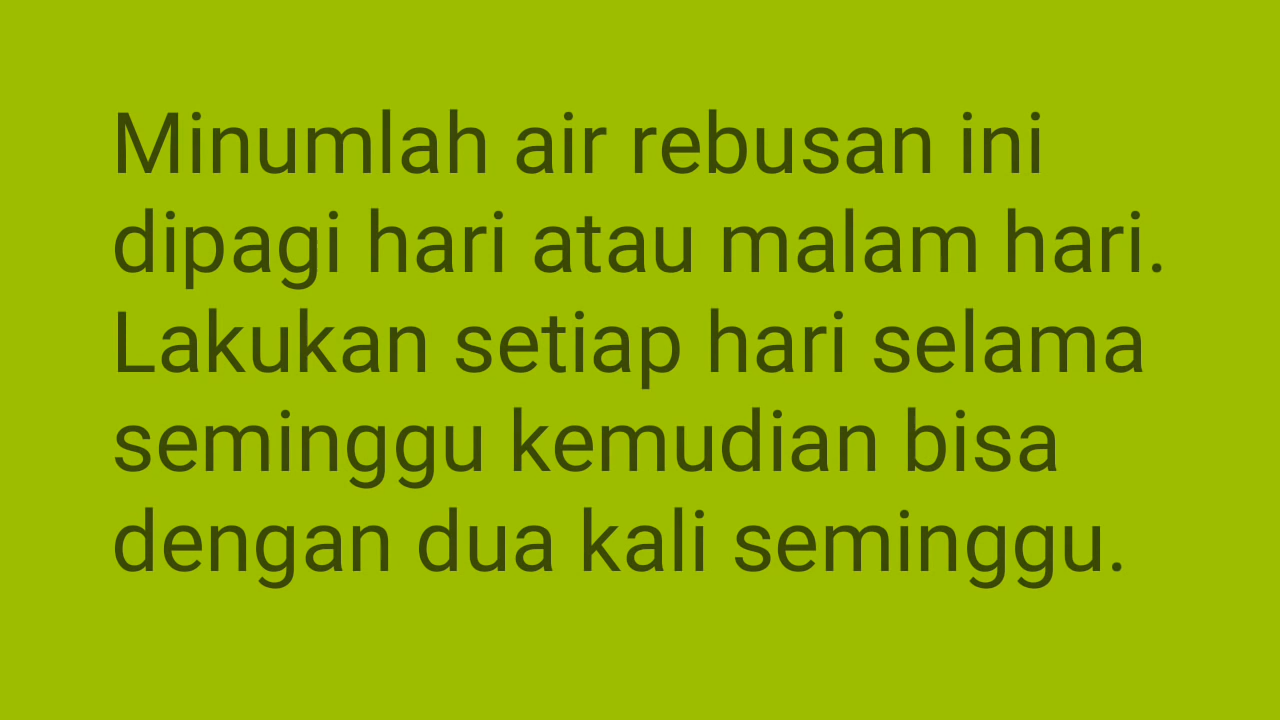 Minumlah air rebusan ini
dipagi hari atau malam hari.
Lakukan setiap hari selama
seminggu kemudian bisa
dengan dua kali seminggu.